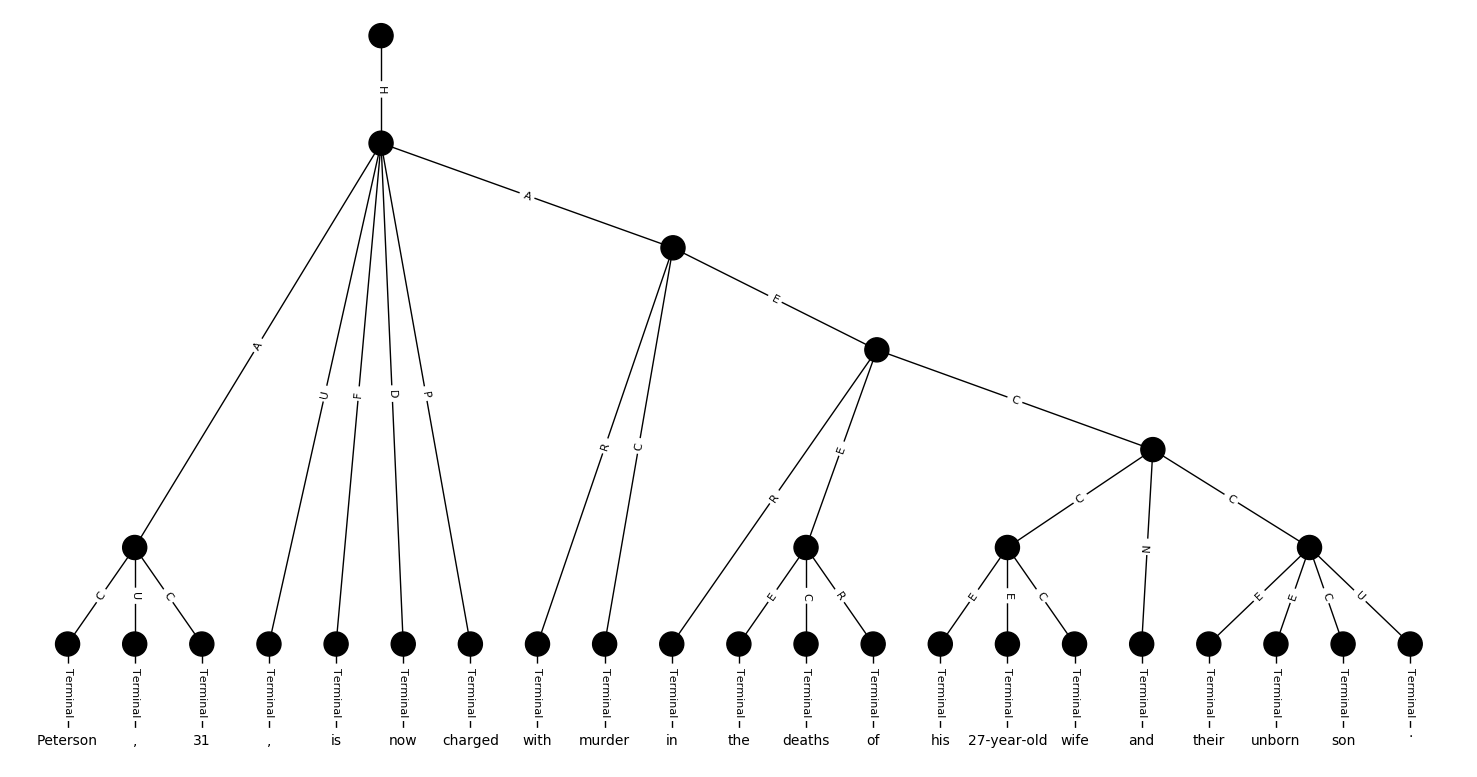 H
A
A
E
A
U
F
D
P
C
R
C
E
R
C
N
C
C
U
C
E
C
R
E
E
C
E
E
C
U
Terminal Terminal Terminal Terminal Terminal Terminal Terminal Terminal Terminal Terminal Terminal Terminal Terminal Terminal Terminal Terminal Terminal Terminal Terminal Terminal Terminal
Peterson , 31 , is now charged with murder in the deaths of his 27-year-old wife and their unborn son .